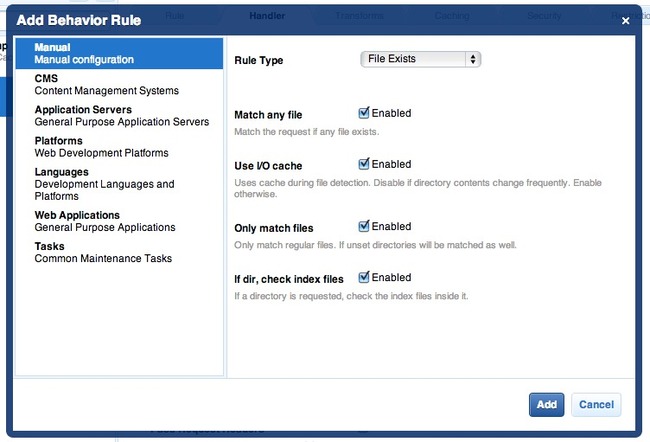 Rule Handler Transforms Caching Security
Add Behavior Rule
Manual
Manual configuration
CMS
Content Management Systems
Application Servers
General Purpose Application Servers
Platforms
Web Development Platforms
Languages
Development Languages and
Platforms
Web Applications
General Purpose Applications
Tasks
Common Maintenance Tasks
Rule Type File Exists
Match any file Enabled
Match the request if any file exists.
Use I/O cache Enabled
Uses cache during file detection. Disable if directory contents change frequently. Enable
otherwise.
Only match files Enabled
Only match regular files. If unset directories will be matched as well.
If dir, check index files Enabled
If a directory is requested, check the index files inside it.
Add Cancel